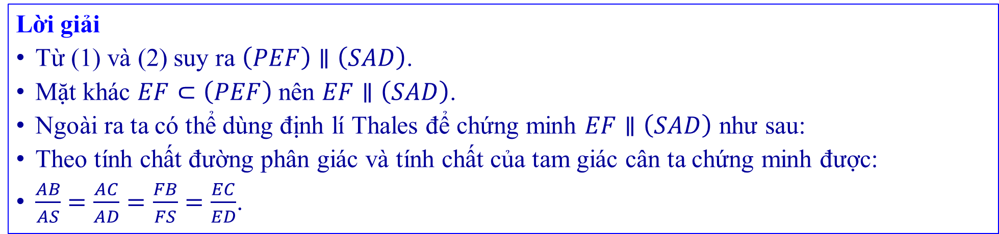 Lời giải
• Từ (1) và (2) suy ra (PEF) ∥ (SAD).
• Mặt khác EF ⊂ (PEF) nên EF ∥ (SAD).
• Ngoài ra ta có thể dùng định lí Thales để chứng minh EF ∥ (SAD) như sau:
• Theo tính chất đường phân giác và tính chất của tam giác cân ta chứng minh được:
• AB/AS = AC/AD = FB/FS = EC/ED.